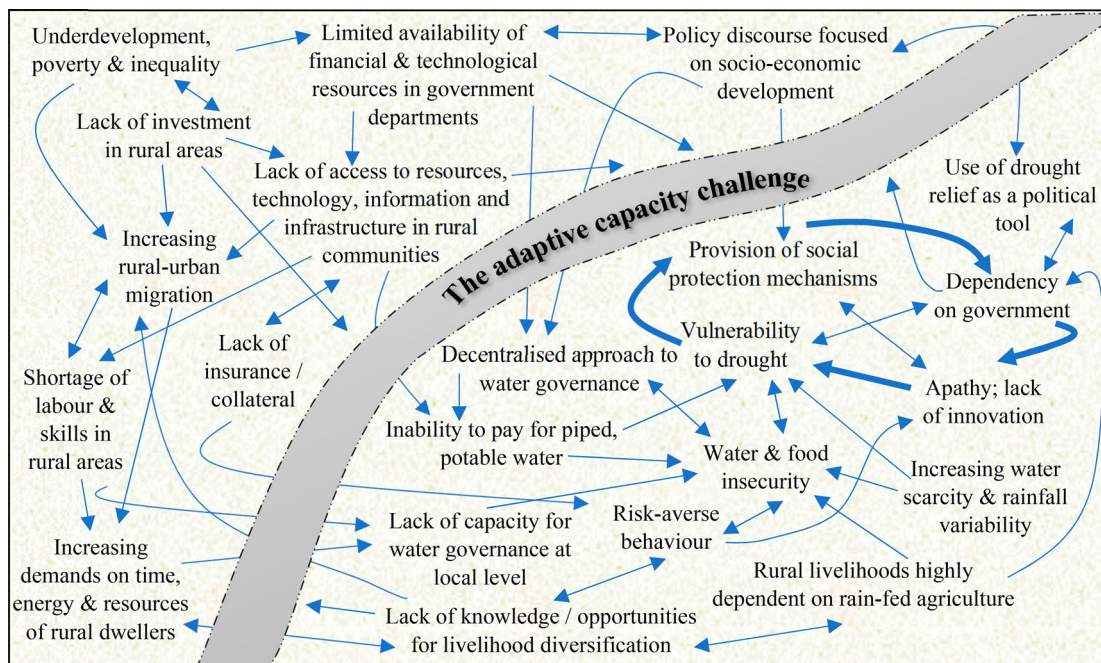 Underdevelopment,
poverty & inequality
Limited availability of
financial & technological
resources in government
departments
Policy discourse focused
on socio-economic
development
Lack of investment
in rural areas
Lack of access to resources,
technology, information and
infrastructure in rural
communities
The adaptive capacity challenge
Use of drought
relief as a political
tool
Increasing
rural-urban
migration
Provision of social
protection mechanisms
Dependency
on government
Lack of
insurance /
collateral
Decentralised approach to
water governance
Vulnerability
to drought
Shortage of
labour &
skills in
rural areas
Apathy; lack
of innovation
Inability to pay for piped,
potable water
Water & food
insecurity
Increasing water
scarcity & rainfall
variability
Lack of capacity for
water governance at
local level
Risk-averse
behaviour
Increasing
demands on time,
energy & resources
of rural dwellers
Rural livelihoods highly
dependent on rain-fed agriculture
Lack of knowledge / opportunities
for livelihood diversification